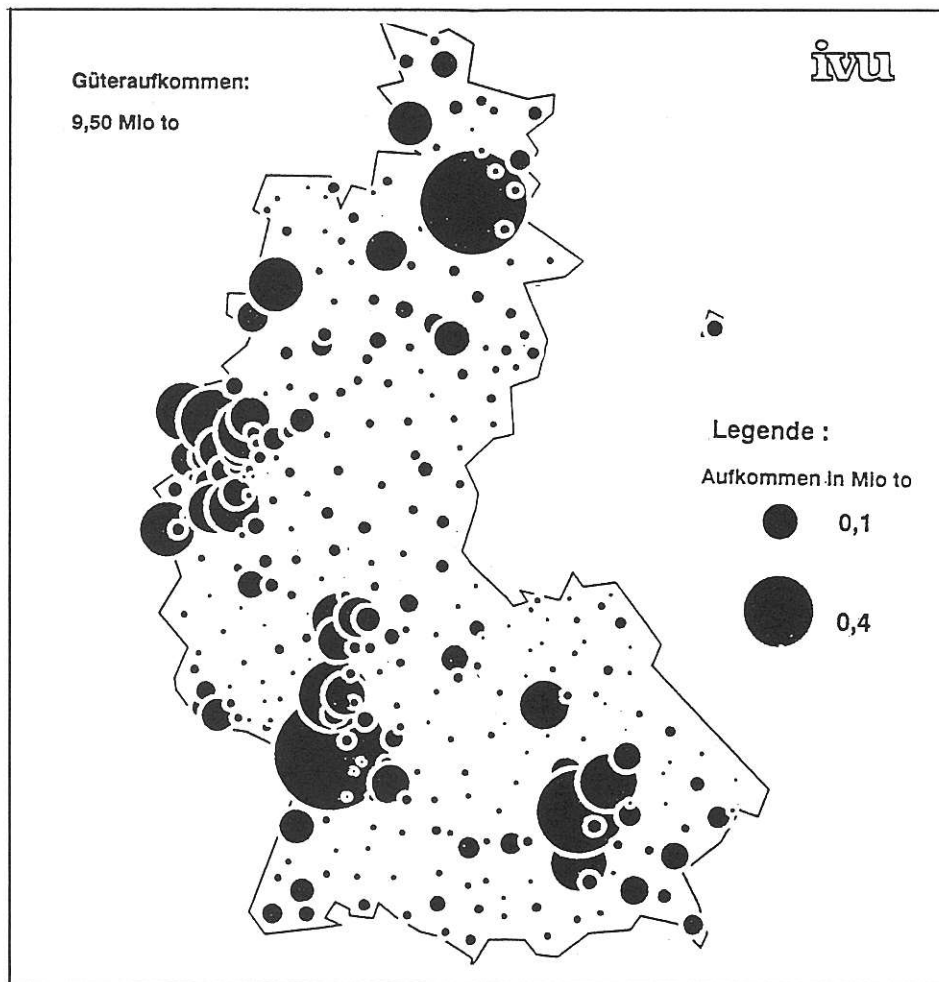 Güteraufkommen:
9,50 Mio to
ivu
Legende :
Aufkommen in Mio to
0,1
0,4